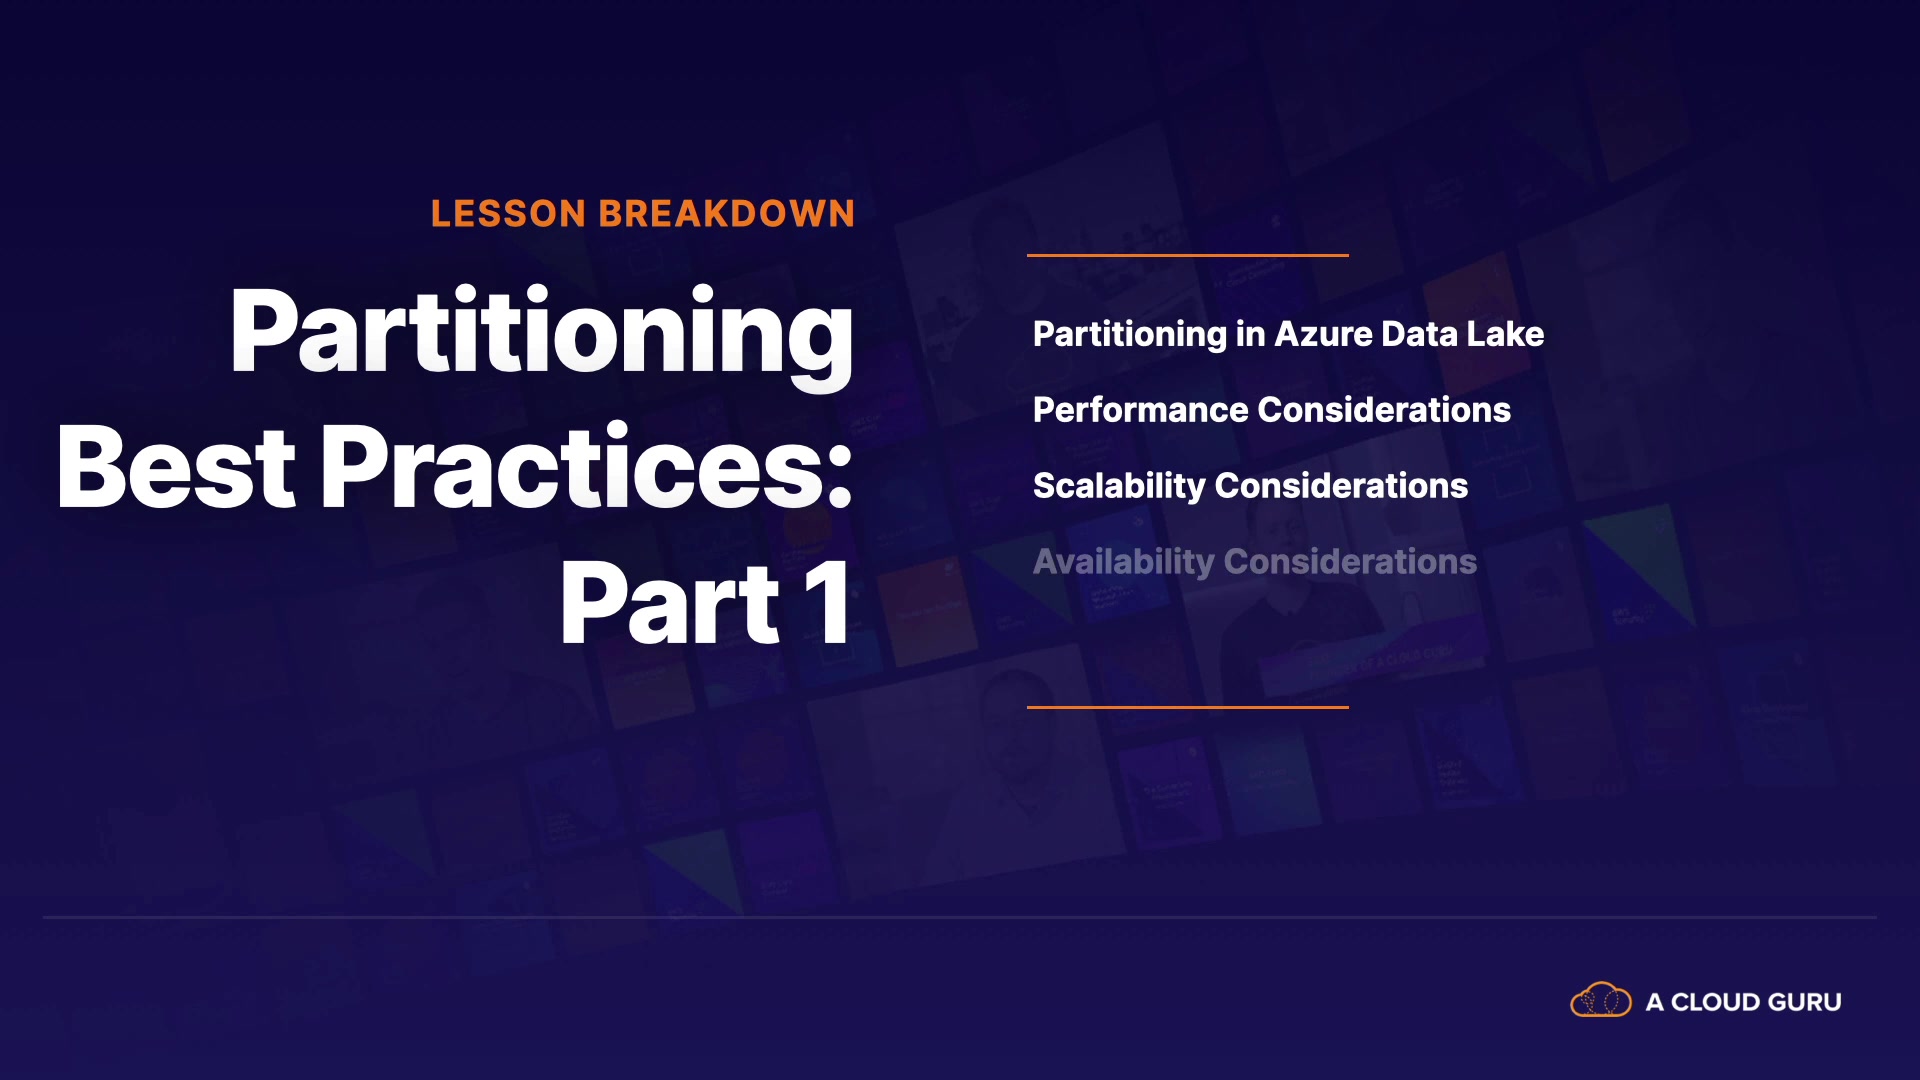 LESSON BREAKDOWN
Partitioning
Best Practices:
Part 1
Partitioning in Azure Data Lake
Performance Considerations
Scalability Considerations
Availability Considerations
A CLOUD GURU